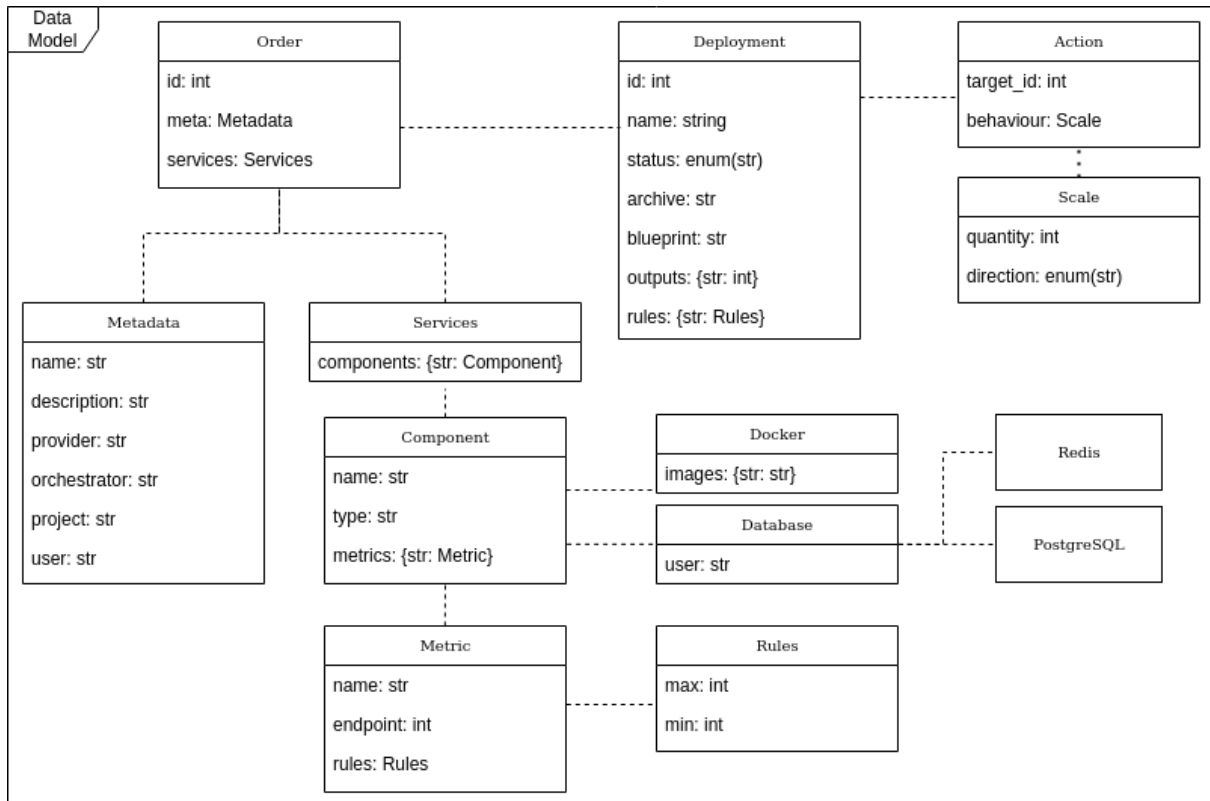 Data
Model
Order
id: int
meta: Metadata
services: Services
Deployment
id: int
name: string
status: enum(str)
archive: str
blueprint: str
outputs: {str: int}
rules: {str: Rules}
Action
target_id: int
behaviour: Scale
Scale
quantity: int
direction: enum(str)
Metadata
name: str
description: str
provider: str
orchestrator: str
project: str
user: str
Services
components: {str: Component}
Component
name: str
type: str
metrics: {str: Metric}
Docker
images: {str: str}
Database
user: str
Redis
PostgreSQL
Metric
name: str
endpoint: int
rules: Rules
Rules
max: int
min: int